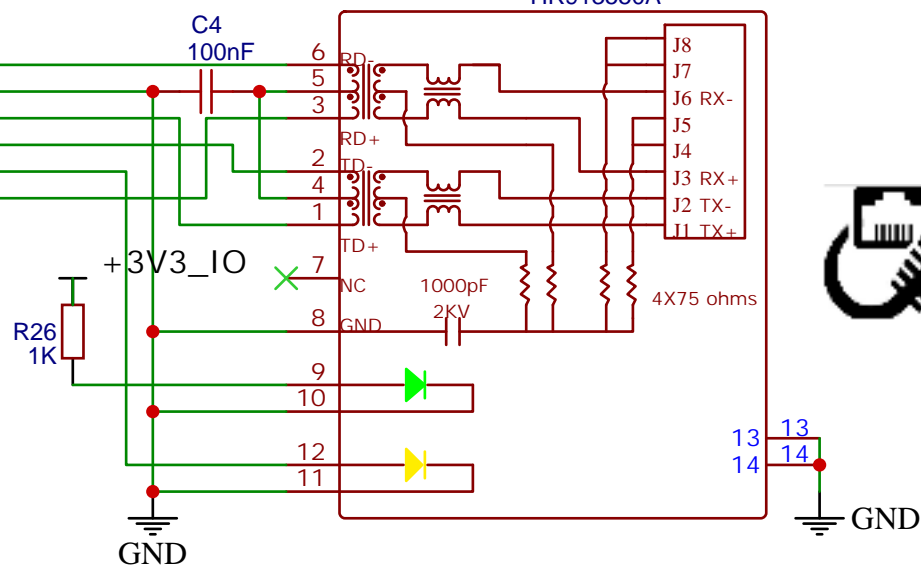 C4
100nF
6 RD-
5
3
RD+
2
TD-
4
1
TD+
7
NC
8
GND
9
10
12
11
J8
J7
J6 RX-
J5
J4
J3 RX+
J2 TX-
J1 TX+
+3V3_IO
1000pF
2KV
4X75 ohms
R26
1K
13 13
14 14
GND
GND